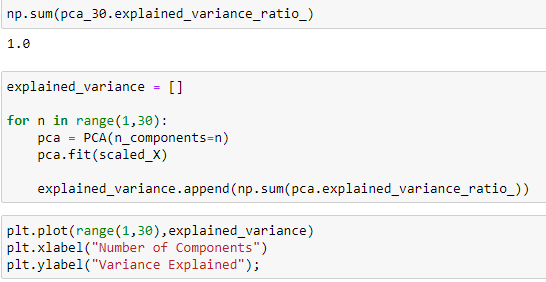 np.sum(pca_30.explained_variance_ratio_)
1.0
explained_variance = []
for n in range(1,30):
    pca = PCA(n_components=n)
    pca.fit(scaled_X)
    explained_variance.append(np.sum(pca.explained_variance_ratio_))
plt.plot(range(1,30),explained_variance)
plt.xlabel("Number of Components")
plt.ylabel("Variance Explained");